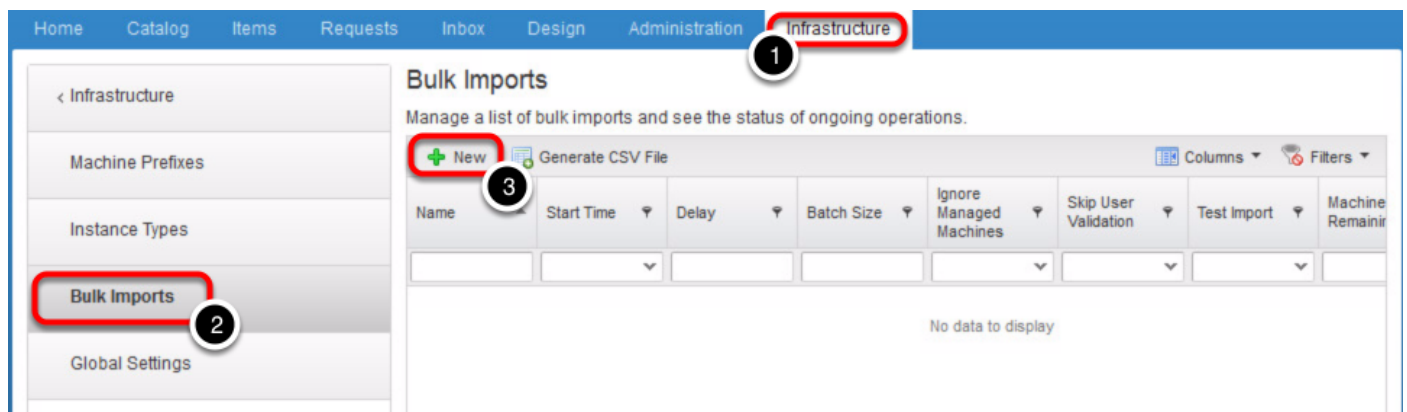 Home Catalog Items Requests Inbox Design Administration Infrastructure
1
< Infrastructure
Machine Prefixes
Instance Types
Bulk Imports
2
Global Settings
Bulk Imports
Manage a list of bulk imports and see the status of ongoing operations.
New Generate CSV File Columns Filters
3
Name Start Time Delay Batch Size Ignore Managed Machines Skip User Validation Test Import Machine
No data to display